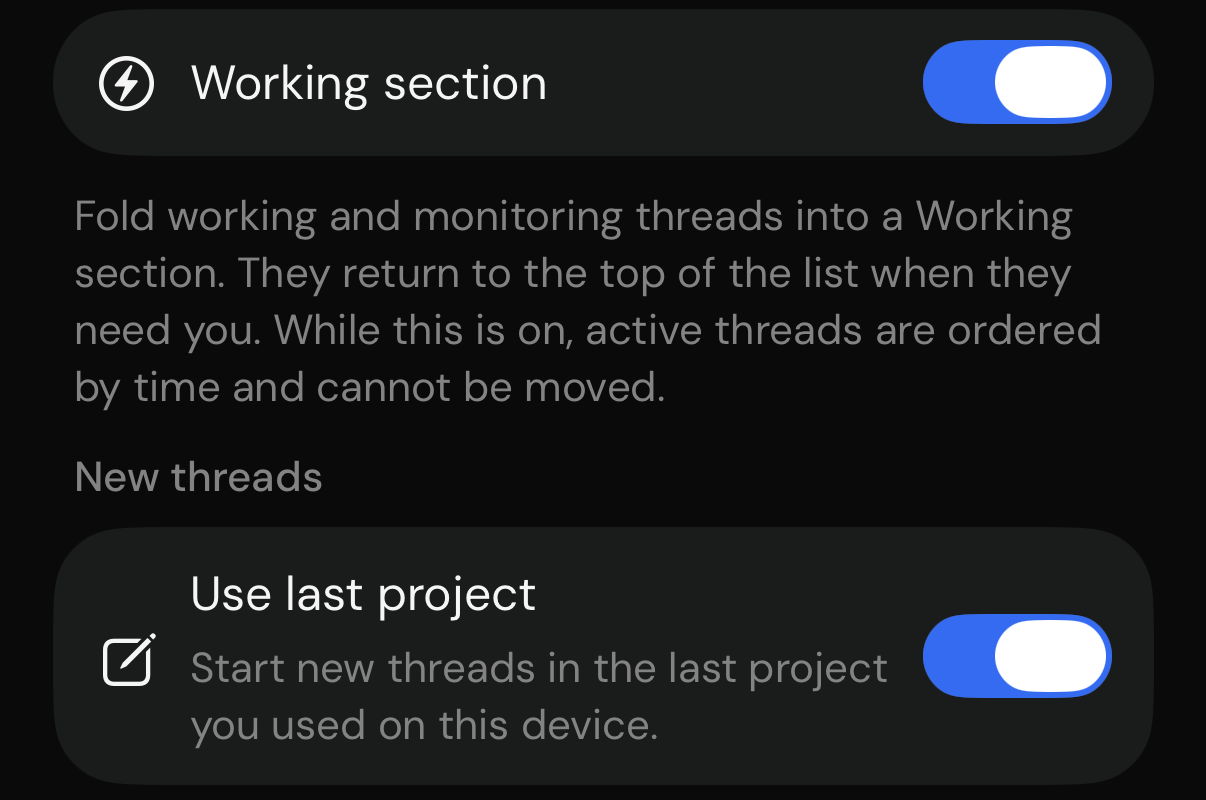 Working section
Fold working and monitoring threads into a Working
section. They return to the top of the list when they
need you. While this is on, active threads are ordered
by time and cannot be moved.
New threads
Use last project
Start new threads in the last project
you used on this device.